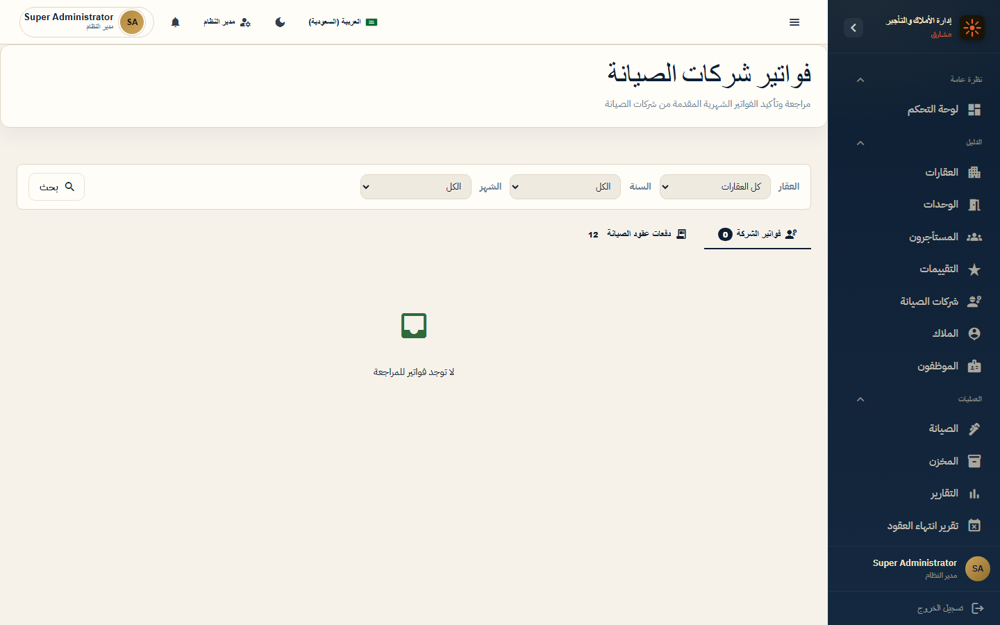 إدارة الأملاك والتأجير
مشارق
نظرة عامة
لوحة التحكم
الدليل
العقارات
الوحدات
المستأجرون
التقييمات
شركات الصيانة
الملاك
الموظفون
العمليات
الصيانة
المخزن
التقارير
تقرير انتهاء العقود
Super Administrator
مدير النظام
SA
تسجيل الخروج
العربية (السعودية)
مدير النظام
Super Administrator
مدير النظام
SA
فواتير شركات الصيانة
مراجعة وتأكيد الفواتير الشهرية المقدمة من شركات الصيانة
العقار كل العقارات السنة الكل الشهر الكل بحث
فواتير الشركة 0 دفعات عقود الصيانة 12
لا توجد فواتير للمراجعة